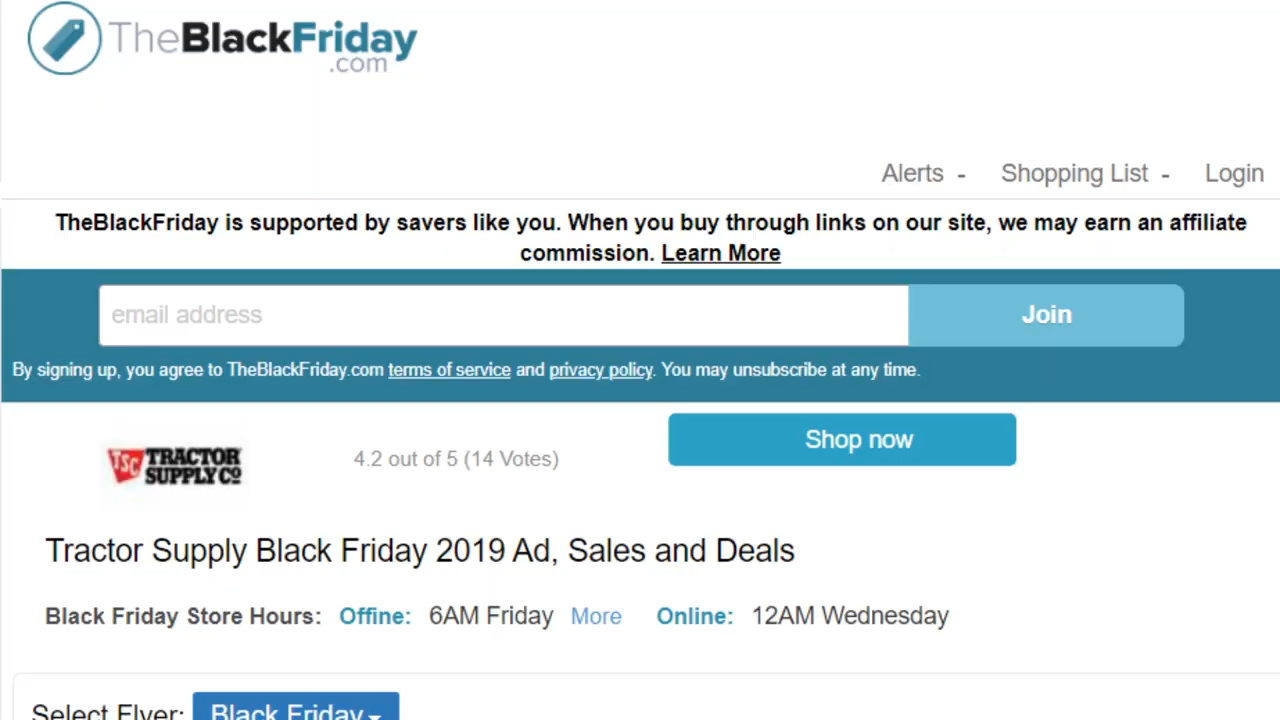 TheBlackFriday
.com
Alerts - Shopping List - Login
TheBlackFriday is supported by savers like you. When you buy through links on our site, we may earn an affiliate
commission. Learn More
email address Join
By signing up, you agree to TheBlackFriday.com terms of service and privacy policy. You may unsubscribe at any time.
Shop now
TSC TRACTOR
SUPPLY CO
4.2 out of 5 (14 Votes)
Tractor Supply Black Friday 2019 Ad, Sales and Deals
Black Friday Store Hours: Offine: 6AM Friday More Online: 12AM Wednesday
Select Flyer: Black Friday